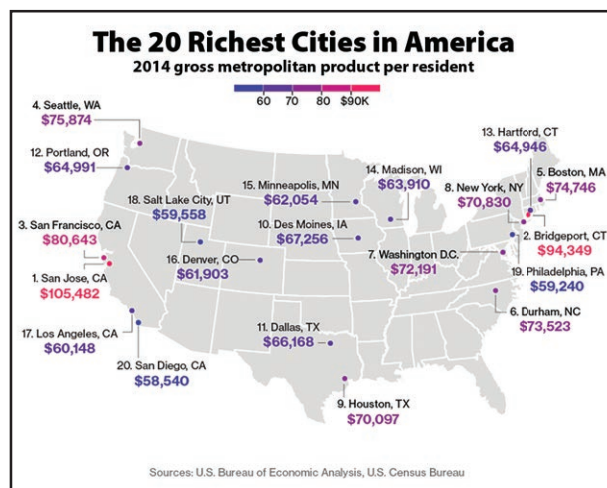 The 20 Richest Cities in America
2014 gross metropolitan product per resident
60 70 80 $90K
4. Seattle, WA
$75,874
12. Portland, OR
$64,991
18. Salt Lake City, UT
$59,558
3. San Francisco, CA
$80,643
1. San Jose, CA
$105,482
16. Denver, CO
$61,903
17. Los Angeles, CA
$60,148
20. San Diego, CA
$58,540
15. Minneapolis, MN
$62,054
10. Des Moines, IA
$67,256
14. Madison, WI
$63,910
11. Dallas, TX
$66,168
9. Houston, TX
$70,097
13. Hartford, CT
$64,946
5. Boston, MA
$74,746
8. New York, NY
$70,830
2. Bridgeport, CT
$94,349
7. Washington D.C.
$72,191
19. Philadelphia, PA
$59,240
6. Durham, NC
$73,523
Sources: U.S. Bureau of Economic Analysis, U.S. Census Bureau